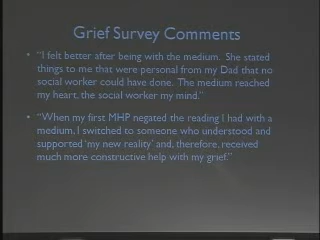 Grief Survey Comments
• "I felt better after being with the medium. She stated
things to me that were personal from my Dad that no
social worker could have done. The medium reached
my heart, the social worker my mind."
• "When my first MHP negated the reading I had with a
medium, I switched to someone who understood and
supported 'my new reality' and, therefore, received
much more constructive help with my grief."